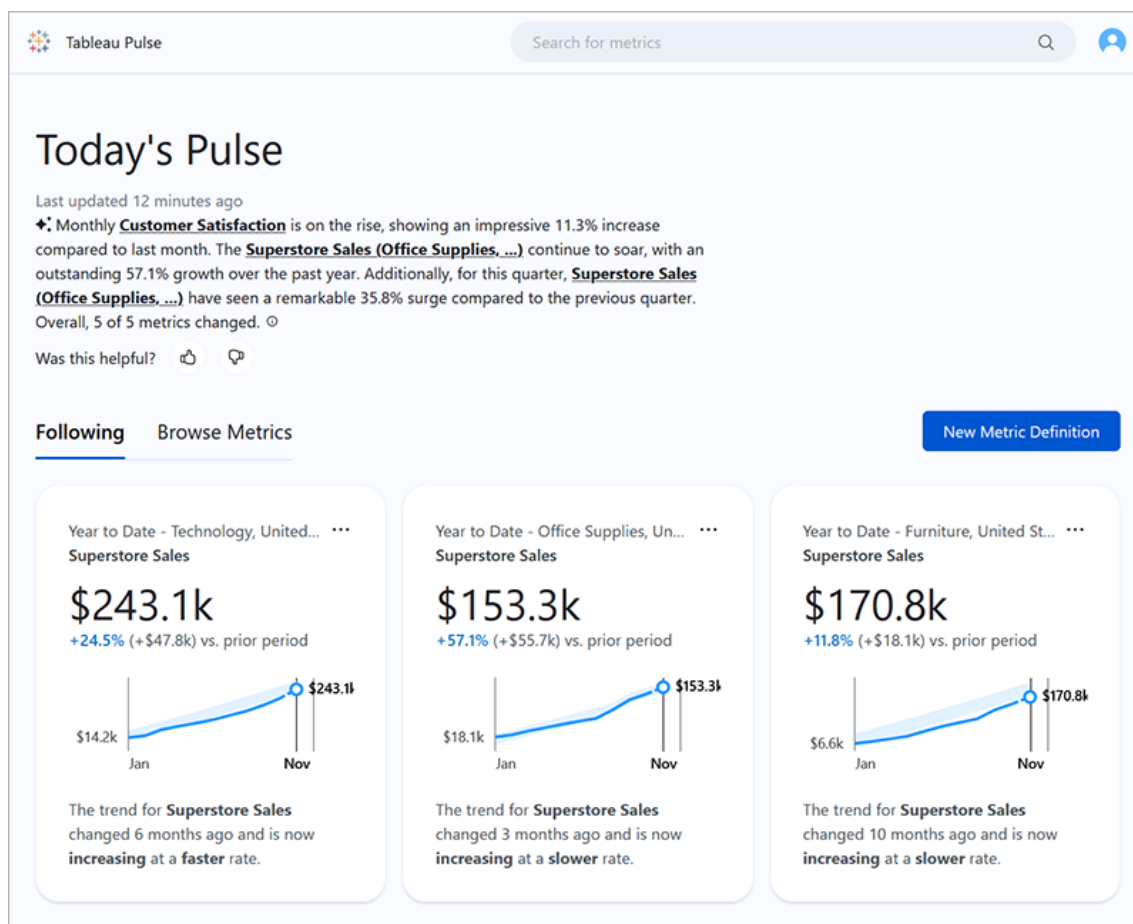 Tableau Pulse
Search for metrics
Today's Pulse
Last updated 12 minutes ago
Monthly Customer Satisfaction is on the rise, showing an impressive 11.3% increase
compared to last month. The Superstore Sales (Office Supplies, ...) continue to soar, with an
outstanding 57.1% growth over the past year. Additionally, for this quarter, Superstore Sales
(Office Supplies, ...) have seen a remarkable 35.8% surge compared to the previous quarter.
Overall, 5 of 5 metrics changed.
Was this helpful?
Following
Browse Metrics
New Metric Definition
Year to Date - Technology, United...
Superstore Sales
$243.1k
+24.5% (+$47.8k) vs. prior period
$243.1k
$14.2k
Jan
Nov
The trend for Superstore Sales
changed 6 months ago and is now
increasing at a faster rate.
Year to Date - Office Supplies, Un...
Superstore Sales
$153.3k
+57.1% (+$55.7k) vs. prior period
$153.3k
$18.1k
Jan
Nov
The trend for Superstore Sales
changed 3 months ago and is now
increasing at a slower rate.
Year to Date - Furniture, United St...
Superstore Sales
$170.8k
+11.8% (+$18.1k) vs. prior period
$170.8k
$6.6k
Jan
Nov
The trend for Superstore Sales
changed 10 months ago and is now
increasing at a slower rate.